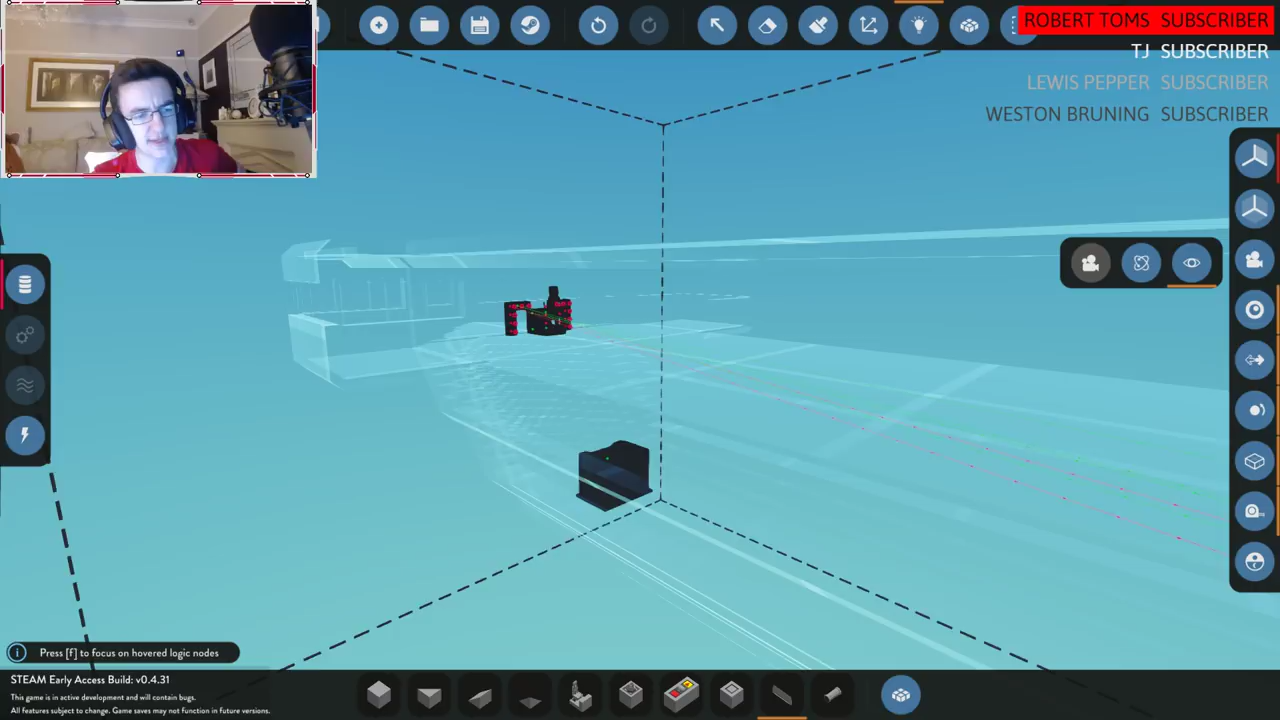 ROBERT TOMS SUBSCRIBER
TJ SUBSCRIBER
LEWIS PEPPER SUBSCRIBER
WESTON BRUNING SUBSCRIBER
Press [f] to focus on hovered logic nodes
STEAM Early Access Build: v0.4.31
This game is in active development and will contain bugs.
All features subject to change. Game saves may not function in future versions.